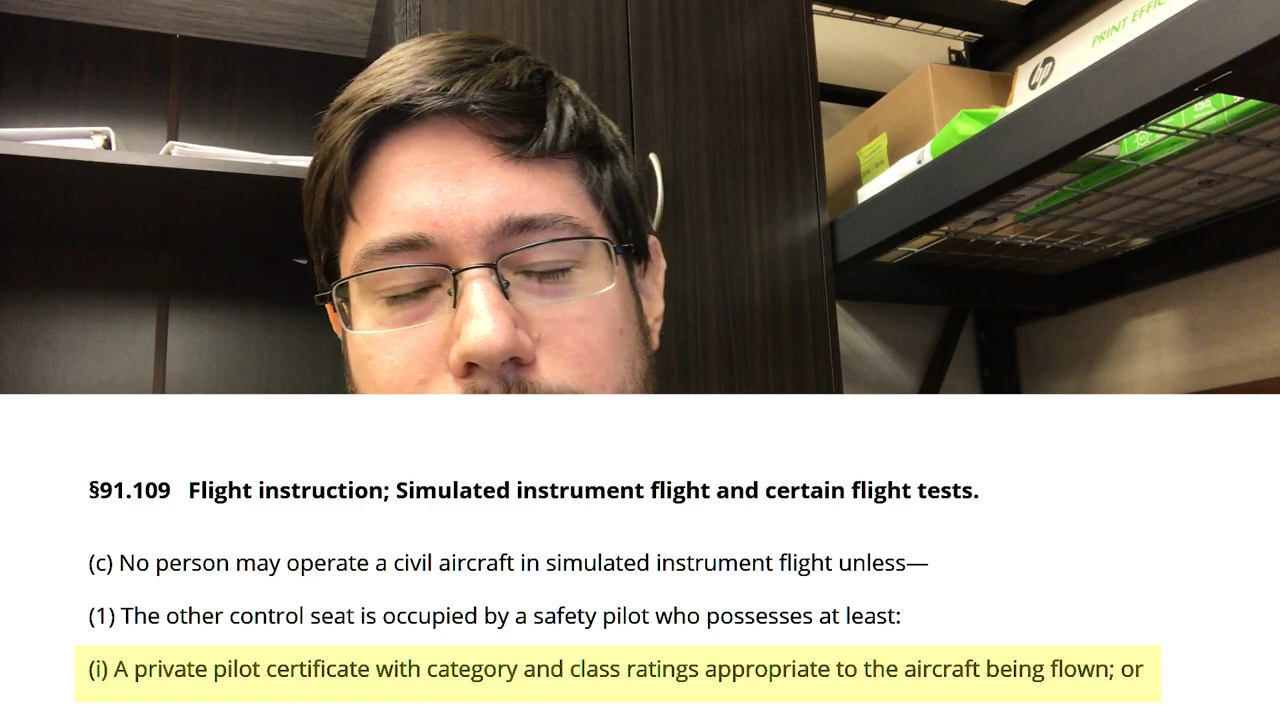 PRINT EFFIC
hp
§91.109 Flight instruction; Simulated instrument flight and certain flight tests.
(c) No person may operate a civil aircraft in simulated instrument flight unless—
(1) The other control seat is occupied by a safety pilot who possesses at least:
(i) A private pilot certificate with category and class ratings appropriate to the aircraft being flown; or